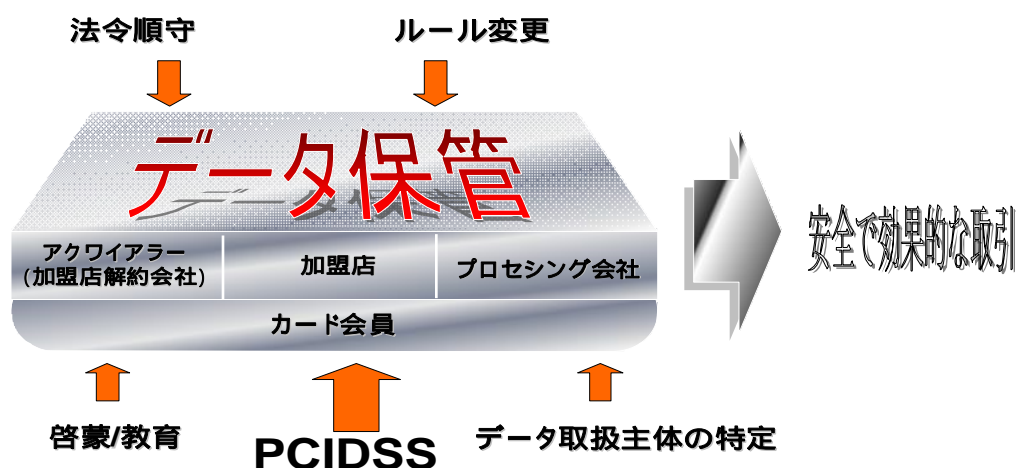 法令順守
ルール変更
データ保管
アクワイアラー
(加盟店解約会社)
加盟店
プロセシング会社
カード会員
安全で効果的な取引
啓蒙/教育
PCIDSS
データ取扱主体の特定